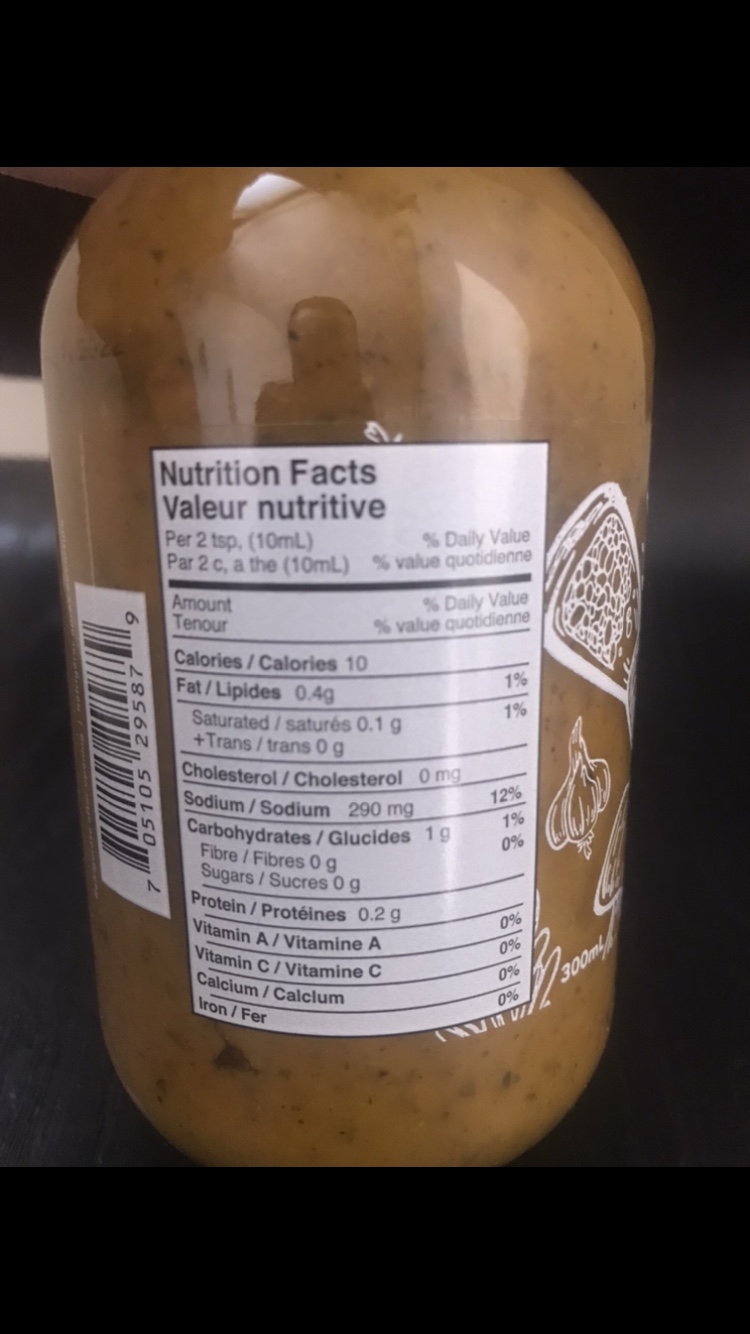 Nutrition Facts
Valeur nutritive
Per 2 tsp. (10mL) % Daily Value
Par 2 c, a the (10mL) % value quotidienne
Amount % Daily Value
Tenour % value quotidienne
Calories / Calories 10
Fat / Lipides 0.4g 1%
Saturated / saturés 0.1 g 1%
+Trans / trans 0 g
Cholesterol / Cholesterol 0 mg
Sodium / Sodium 290 mg 12%
Carbohydrates / Glucides 1 g 1%
Fibre / Fibres 0 g 0%
Sugars / Sucres 0 g
Protein / Protéines 0.2 g
Vitamin A / Vitamine A 0%
Vitamin C / Vitamine C 0%
Calcium / Calclum 0%
Iron / Fer 0%
7 05105 29587 9
300mL